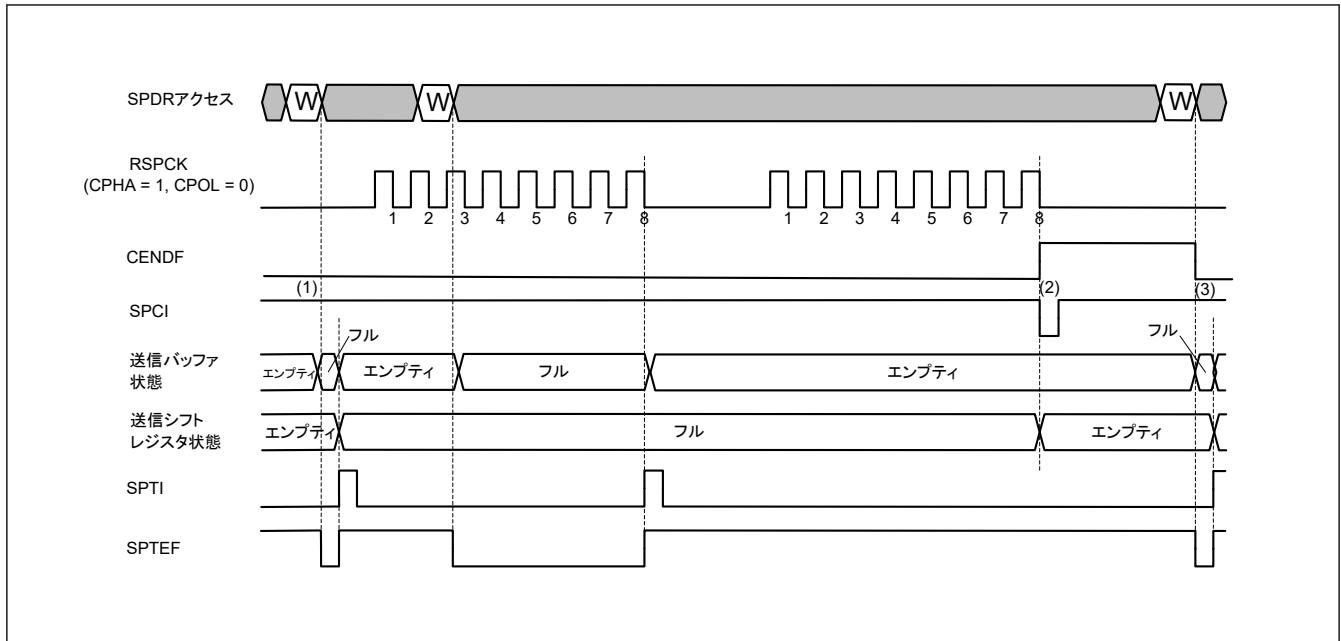 SPDRアクセス
W
W
W
RSPCK
(CPHA = 1, CPOL = 0)
1 2 3 4 5 6 7 8
1 2 3 4 5 6 7 8
CENDF
(1)
(2)
(3)
SPCI
フル
フル
送信バッファ
状態
エンプティ
エンプティ
フル
エンプティ
送信シフト
レジスタ状態
エンプティ
フル
エンプティ
SPTI
SPTEF